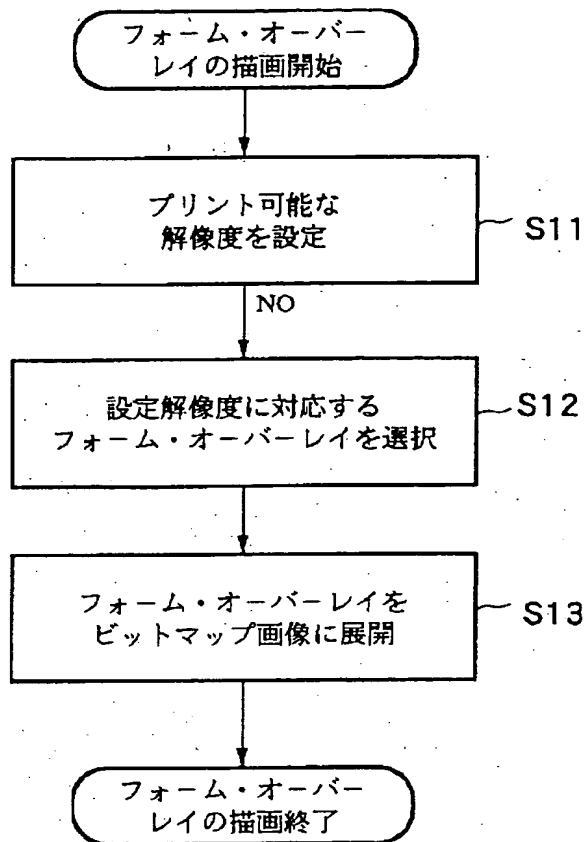 フォーム・オーバー
レイの描画開始
プリント可能な
解像度を設定
S11
NO
設定解像度に対応する
フォーム・オーバーレイを選択
S12
フォーム・オーバーレイを
ビットマップ画像に展開
S13
フォーム・オーバー
レイの描画終了